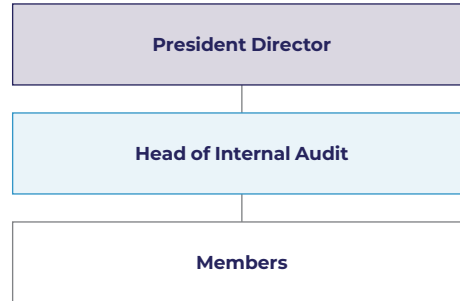 President Director
Head of Internal Audit
Members